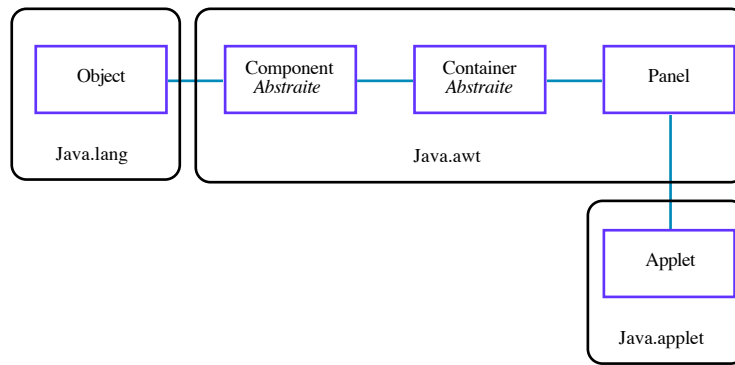 Object
Component
Abstraite
Container
Abstraite
Panel
Java.lang
Java.awt
Applet
Java.applet